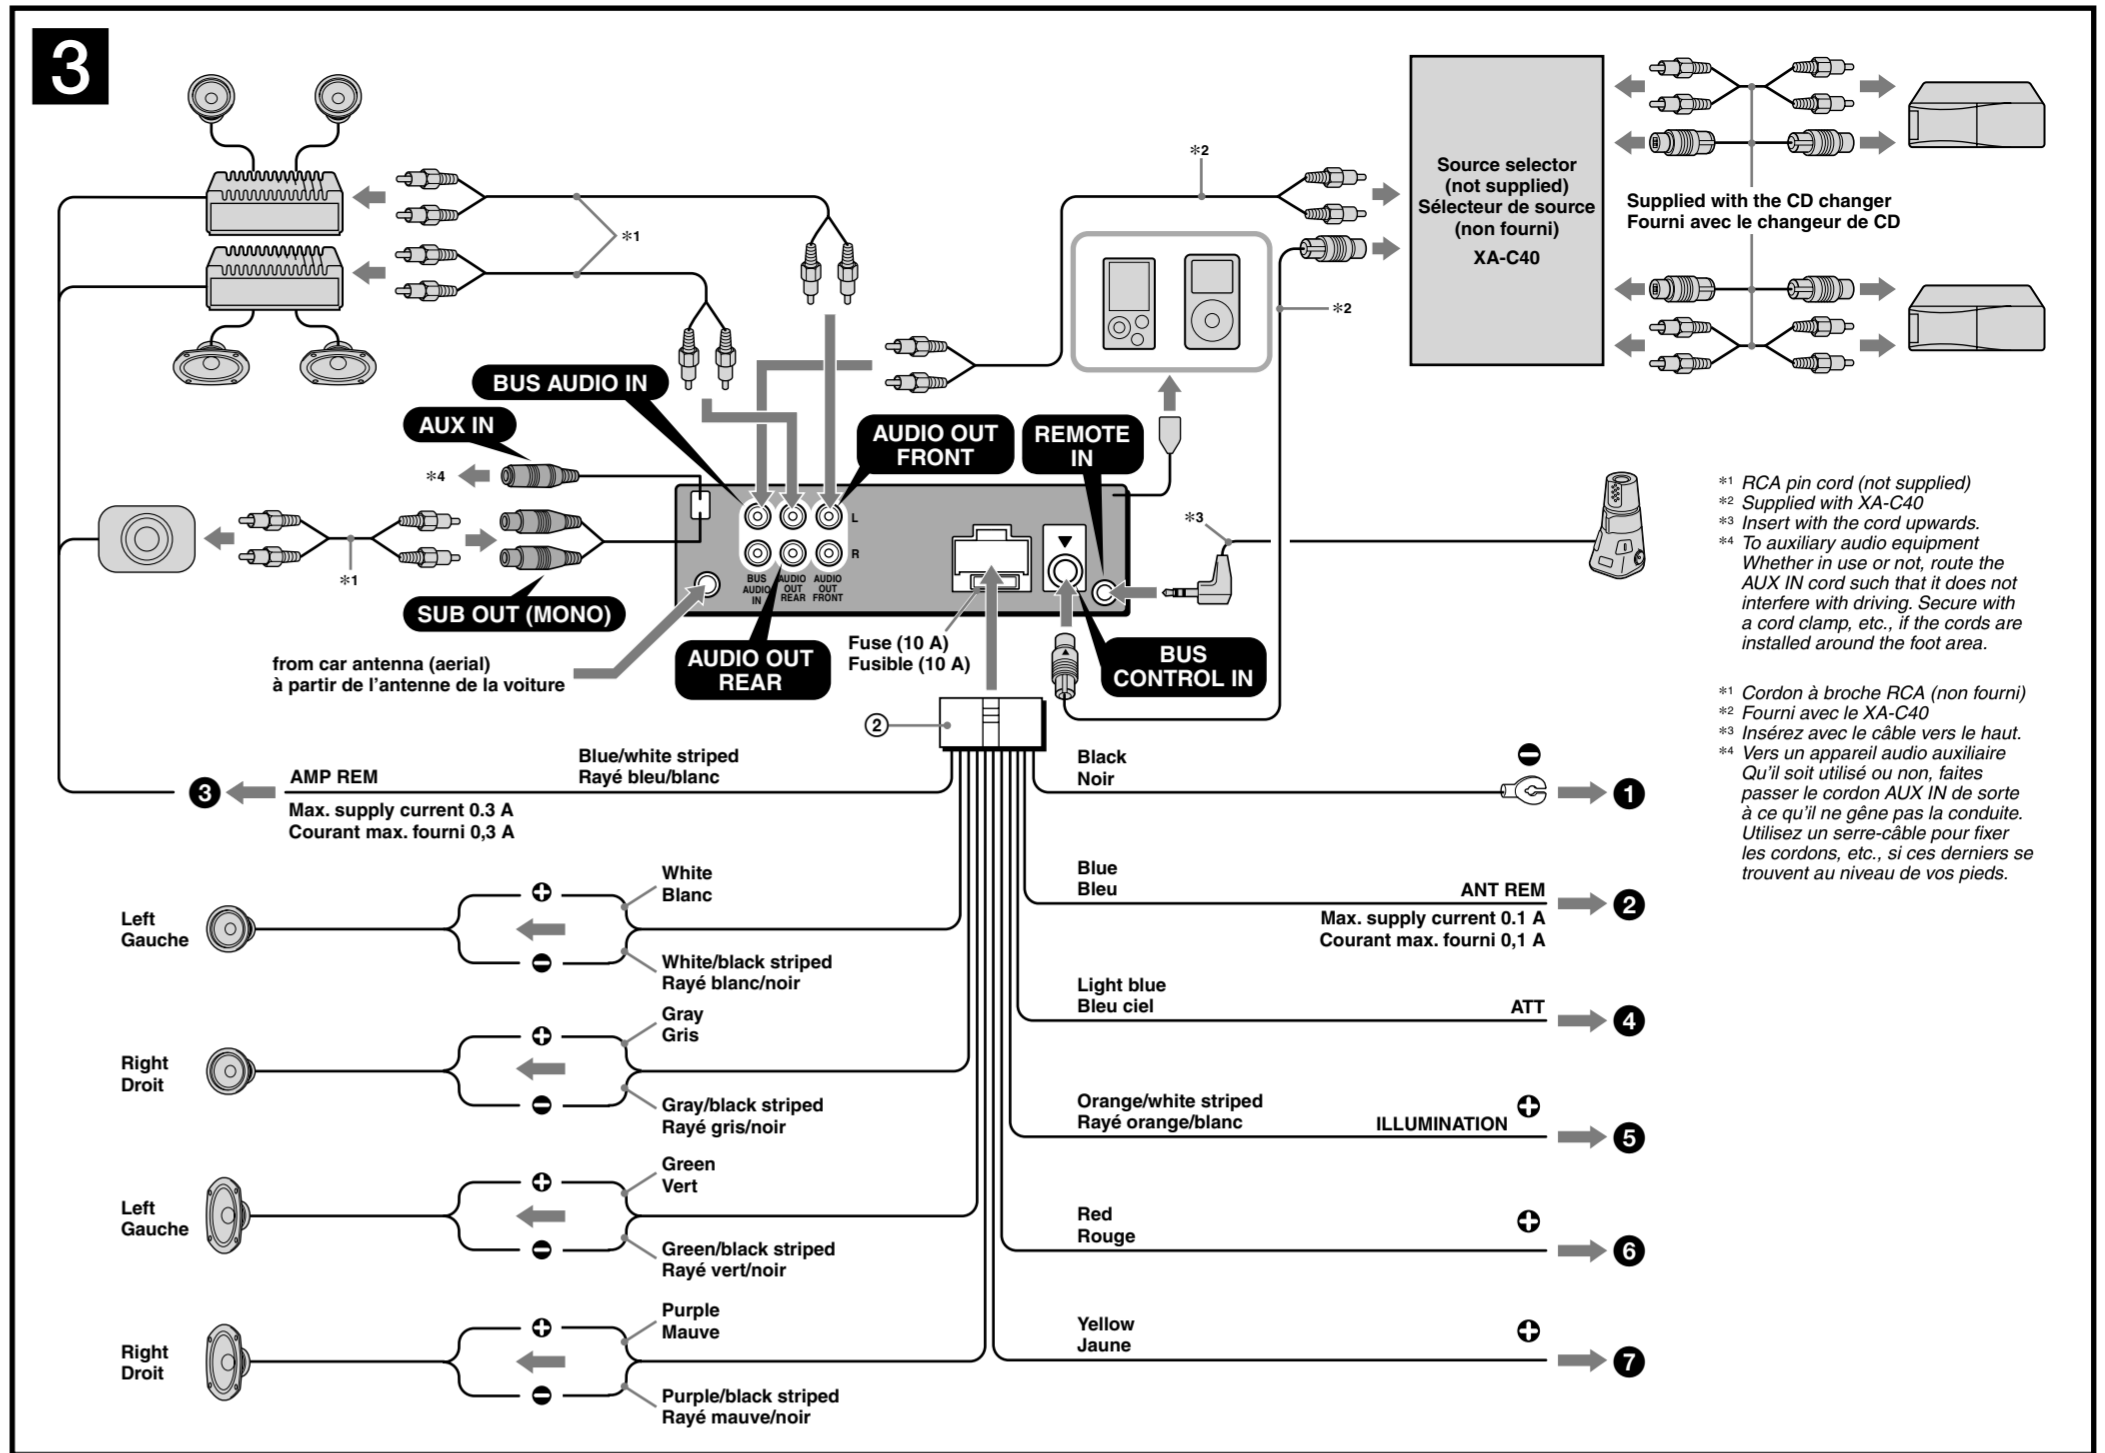 3
*2
Source selector
(not supplied)
Sélecteur de source
(non fourni)
XA-C40
Supplied with the CD changer
Fourni avec le changeur de CD
*1
*2
BUS AUDIO IN
AUX IN
AUDIO OUT
FRONT
REMOTE
IN
*4
*3
L
R
BUS
AUDIO
IN
AUDIO
OUT
REAR
AUDIO
OUT
FRONT
*1
SUB OUT (MONO)
from car antenna (aerial)
à partir de l'antenne de la voiture
AUDIO OUT
REAR
Fuse (10 A)
Fusible (10 A)
BUS
CONTROL IN
*1 RCA pin cord (not supplied)
*2 Supplied with XA-C40
*3 Insert with the cord upwards.
*4 To auxiliary audio equipment
Whether in use or not, route the
AUX IN cord such that it does not
interfere with driving. Secure with
a cord clamp, etc., if the cords are
installed around the foot area.
*1 Cordon à broche RCA (non fourni)
*2 Fourni avec le XA-C40
*3 Insérez avec le câble vers le haut.
*4 Vers un appareil audio auxiliaire
Qu'il soit utilisé ou non, faites
passer le cordon AUX IN de sorte
à ce qu'il ne gêne pas la conduite.
Utilisez un serre-câble pour fixer
les cordons, etc., si ces derniers se
trouvent au niveau de vos pieds.
2
3
AMP REM
Blue/white striped
Rayé bleu/blanc
Max. supply current 0.3 A
Courant max. fourni 0,3 A
Black
Noir
1
Left
Gauche
White
Blanc
White/black striped
Rayé blanc/noir
Blue
Bleu
ANT REM
Max. supply current 0.1 A
Courant max. fourni 0,1 A
2
Right
Droit
Gray
Gris
Gray/black striped
Rayé gris/noir
Light blue
Bleu ciel
ATT
4
Orange/white striped
Rayé orange/blanc
ILLUMINATION
5
Left
Gauche
Green
Vert
Green/black striped
Rayé vert/noir
Red
Rouge
6
Right
Droit
Purple
Mauve
Purple/black striped
Rayé mauve/noir
Yellow
Jaune
7